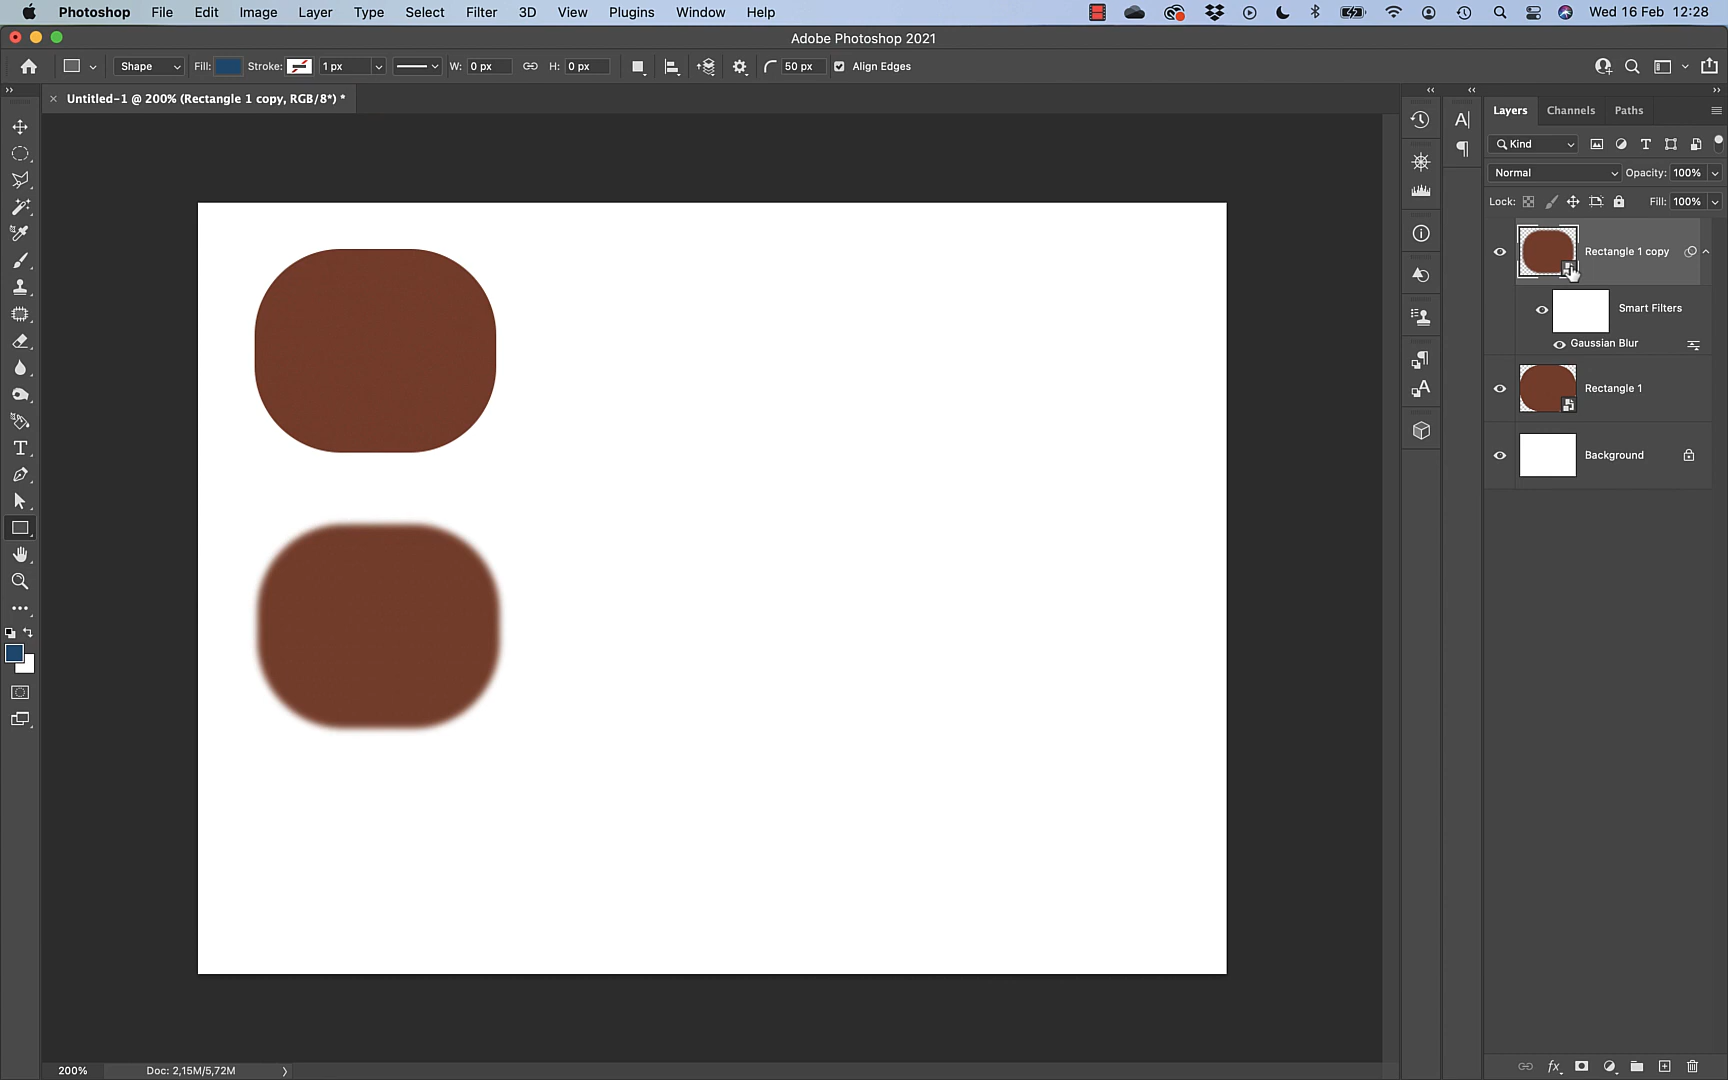 Photoshop File Edit Image Layer Type Select Filter 3D View Plugins Window Help Wed 16 Feb 12:28
Adobe Photoshop 2021
Shape Fill: Stroke: 1 px W: 0 px H: 0 px 50 px Align Edges
Untitled-1 @ 200% (Rectangle 1 copy, RGB/8*) *
Layers Channels Paths
Kind
Normal Opacity: 100%
Lock: Fill: 100%
Rectangle 1 copy
Smart Filters
Gaussian Blur
Rectangle 1
Background
200% Doc: 2,15M/5,72M